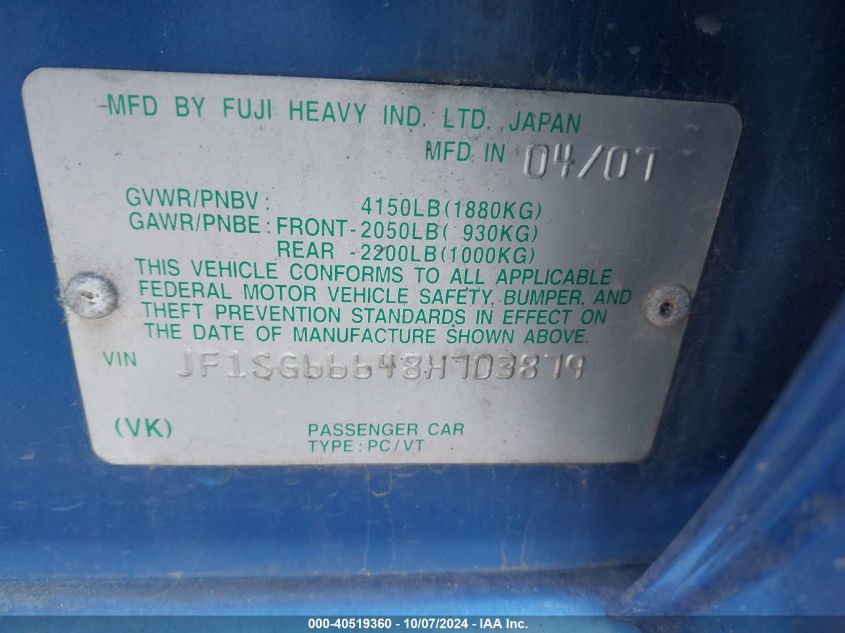 MFD BY FUJI HEAVY IND. LTD. JAPAN
MFD IN 04/07
GVWR/PNBV : 4150LB(1880KG)
GAWR/PNBE : FRONT-2050LB( 930KG)
REAR -2200LB(1000KG)
THIS VEHICLE CONFORMS TO ALL APPLICABLE
FEDERAL MOTOR VEHICLE SAFETY, BUMPER, AND
THEFT PREVENTION STANDARDS IN EFFECT ON
THE DATE OF MANUFACTURE SHOWN ABOVE.
VIN JF1SG66648H703879
(VK) PASSENGER CAR
TYPE : PC/VT
000-40519360 - 10/07/2024 - IAA Inc.